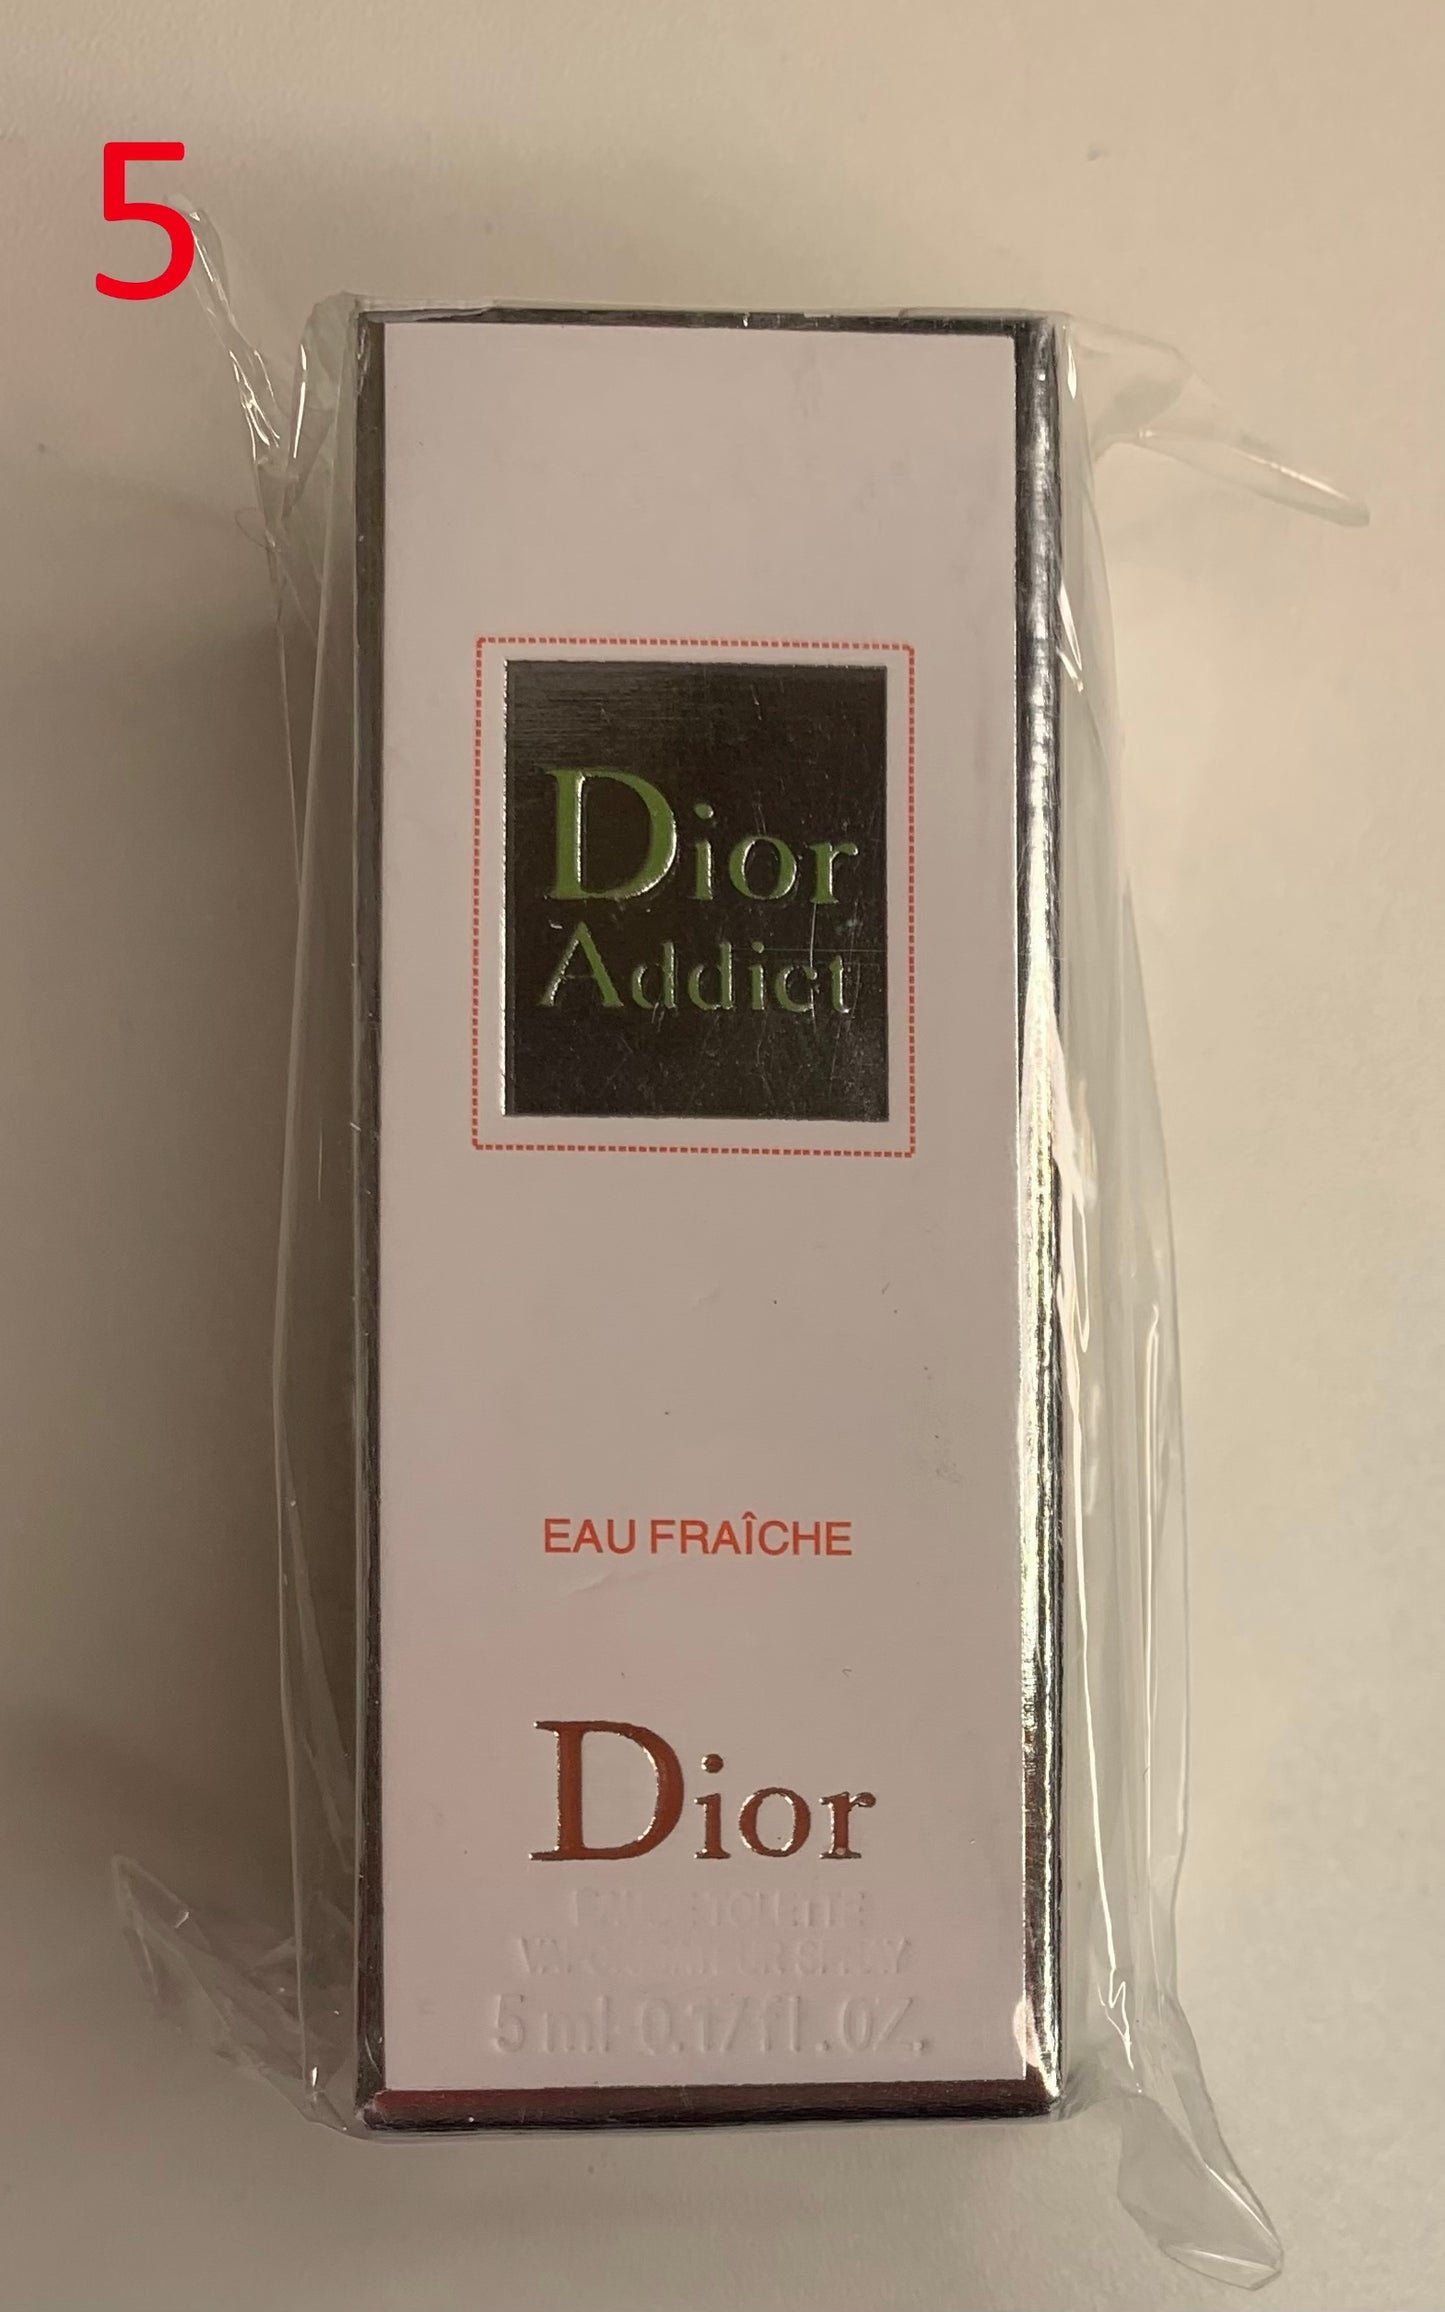 5
Dior
Addict
EAU FRAÎCHE
Dior
5 ml 0.17 fl.OZ.